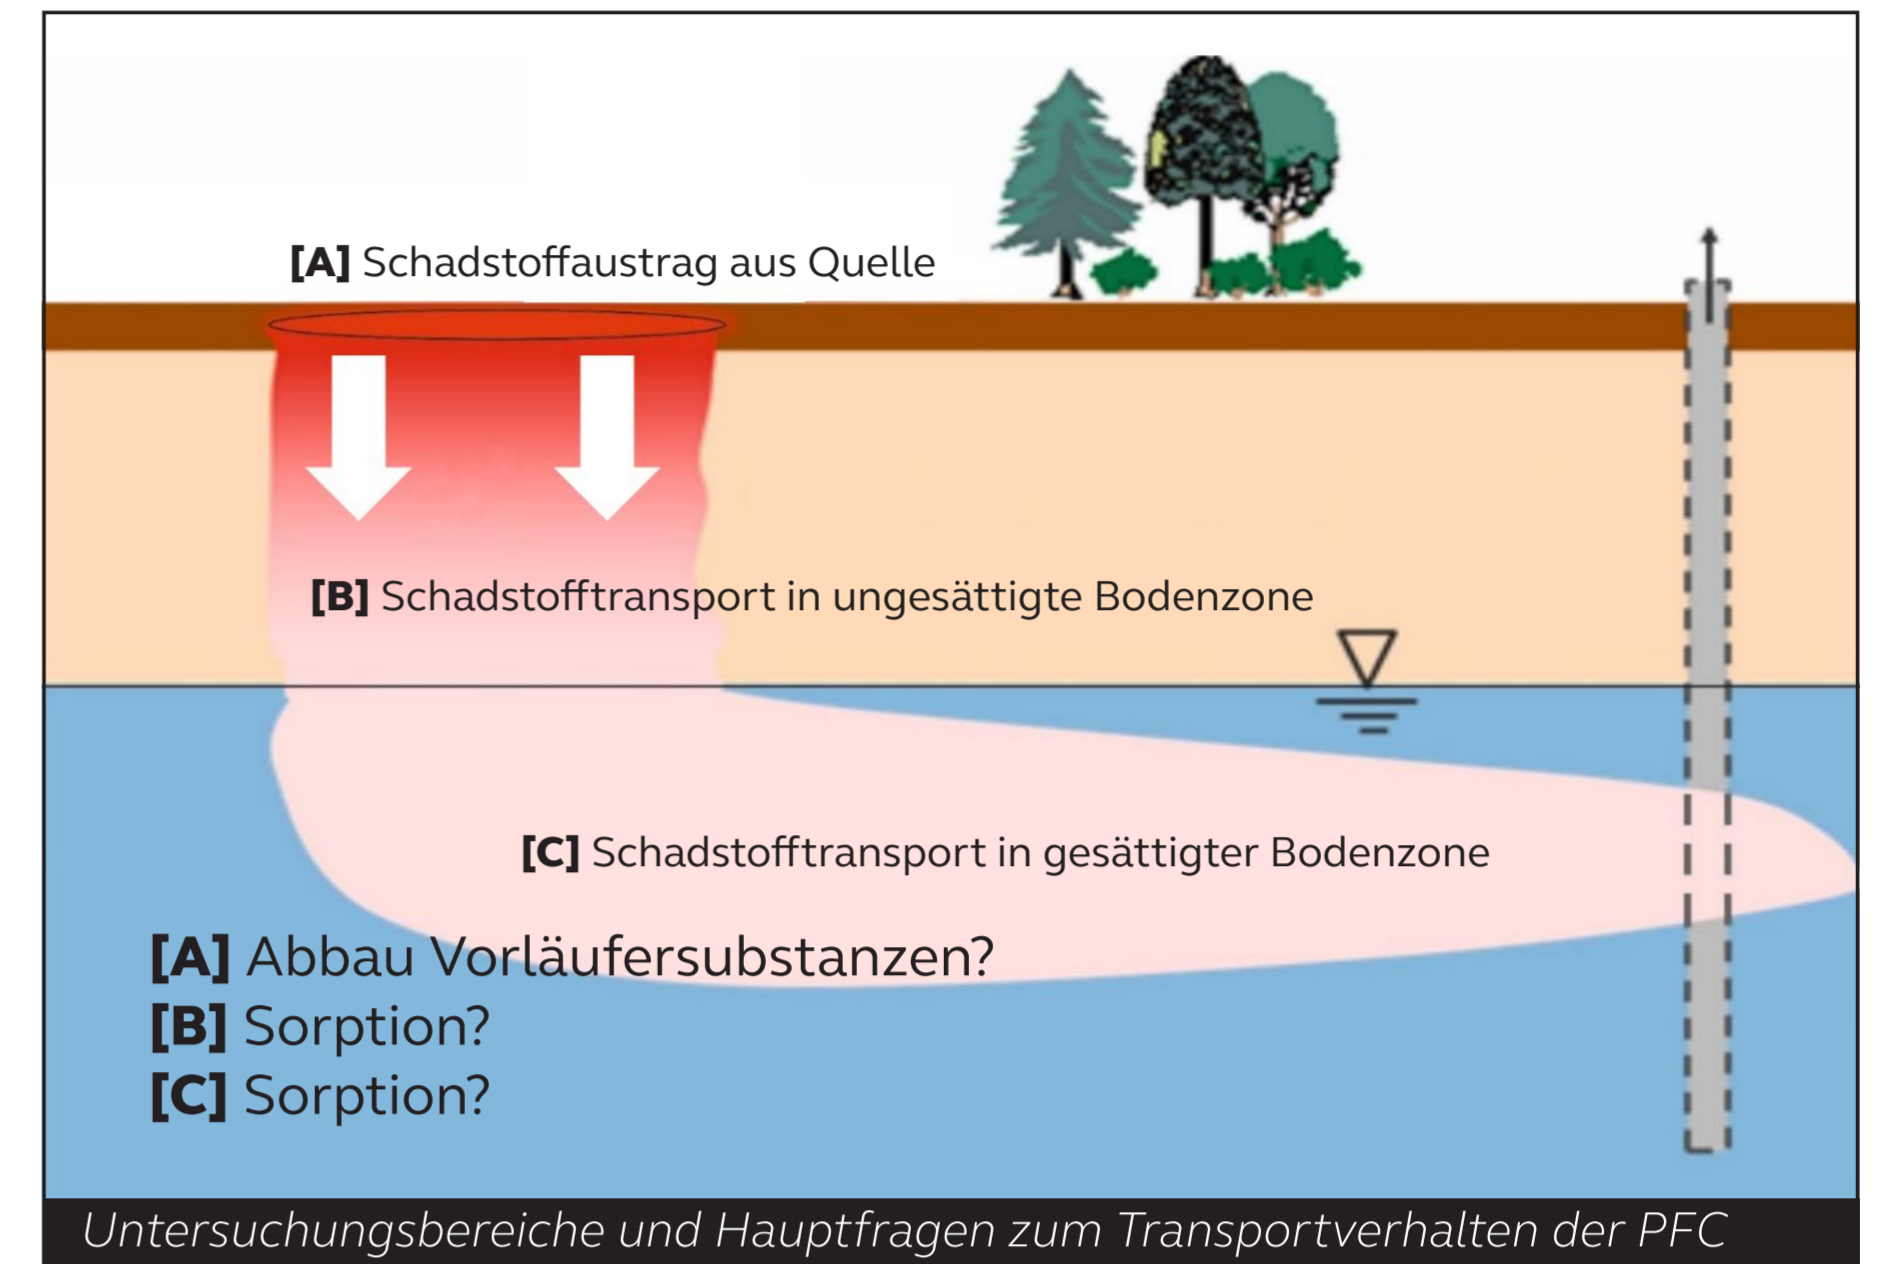 [A] Schadstoffaustrag aus Quelle
[B] Schadstofftransport in ungesättigte Bodenzone
[C] Schadstofftransport in gesättigter Bodenzone
[A] Abbau Vorläufersubstanzen?
[B] Sorption?
[C] Sorption?
Untersuchungsbereiche und Hauptfragen zum Transportverhalten der PFC